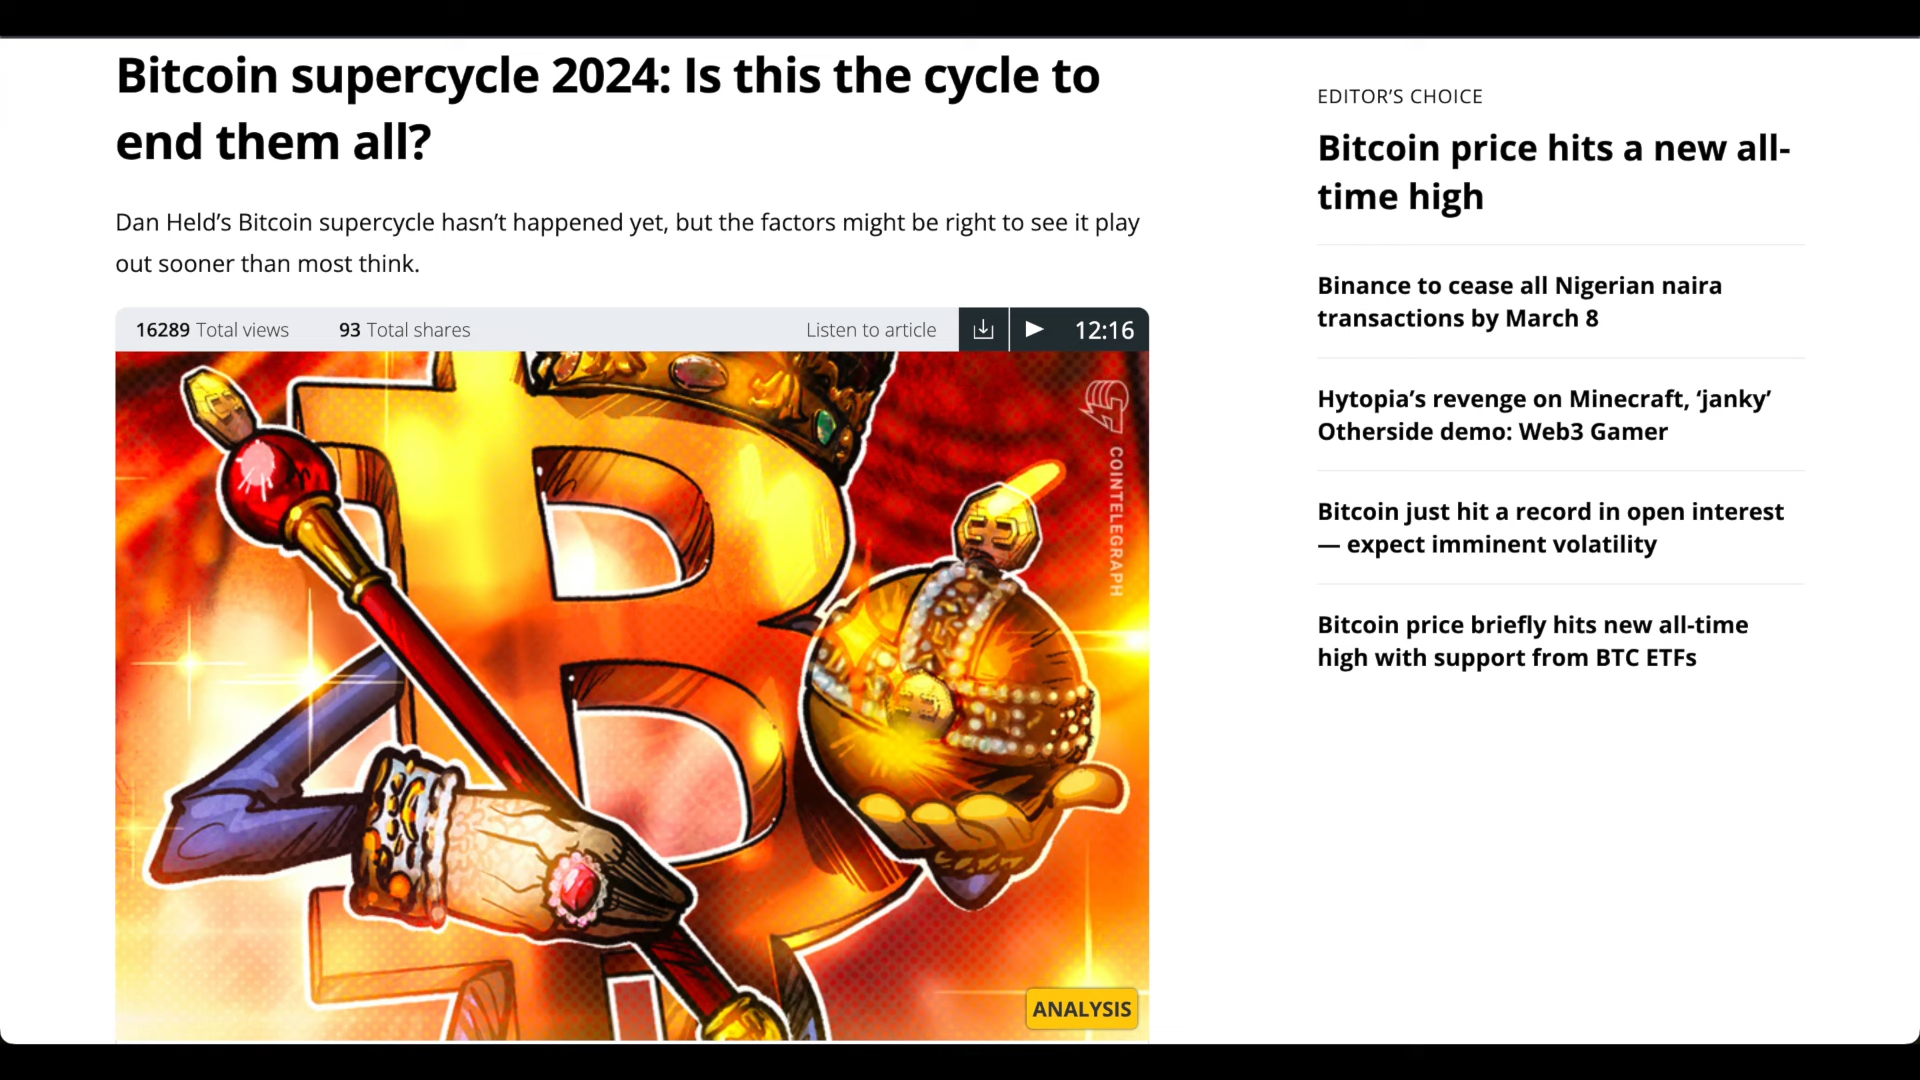 Bitcoin supercycle 2024: Is this the cycle to
end them all?
Dan Held’s Bitcoin supercycle hasn’t happened yet, but the factors might be right to see it play
out sooner than most think.
16289 Total views 93 Total shares Listen to article 12:16
COINTELEGRAPH
ANALYSIS
EDITOR’S CHOICE
Bitcoin price hits a new all-
time high
Binance to cease all Nigerian naira
transactions by March 8
Hytopia’s revenge on Minecraft, ‘janky’
Otherside demo: Web3 Gamer
Bitcoin just hit a record in open interest
— expect imminent volatility
Bitcoin price briefly hits new all-time
high with support from BTC ETFs